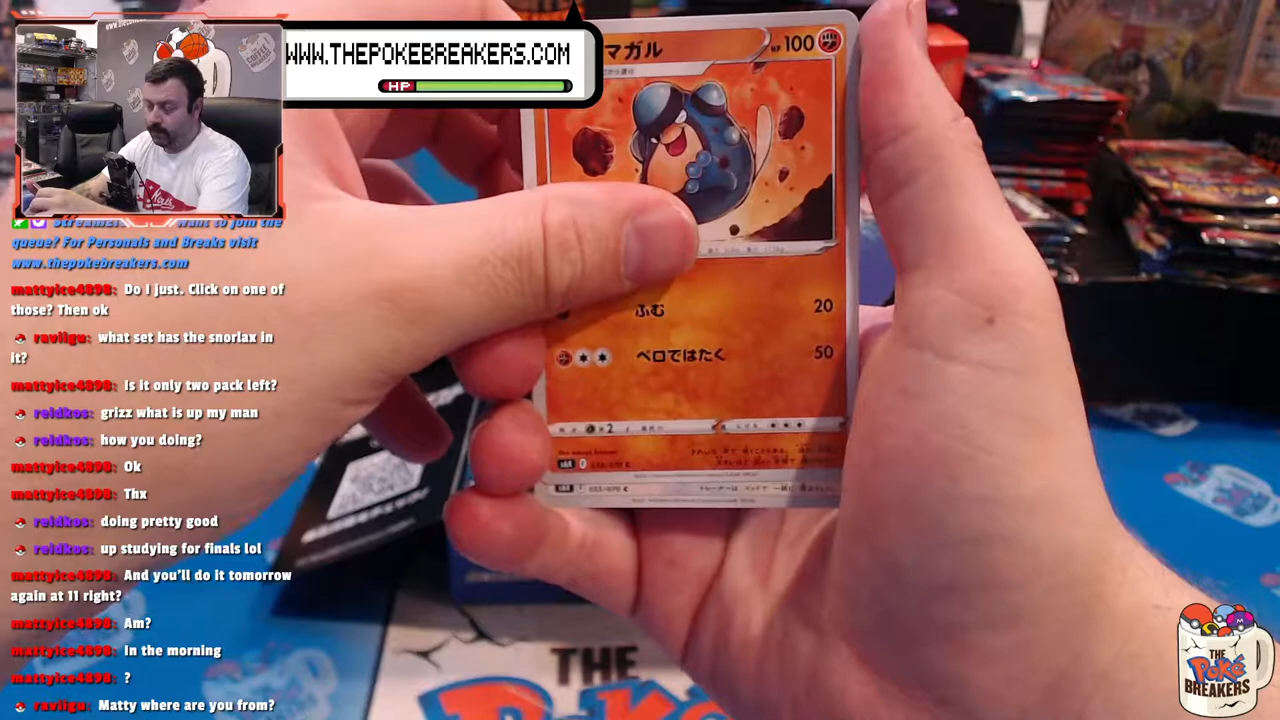 WWW.THEPOKEBREAKERS.COM
HP
want to join the
queue? For Personals and Breaks visit
www.thepokebreakers.com
mattyice4898: Do I just. Click on one of
those? Then ok
raviigu: what set has the snorlax in
it?
mattyice4898: Is it only two pack left?
reidkos: grizz what is up my man
reidkos: how you doing?
mattyice4898: Ok
mattyice4898: Thx
reidkos: doing pretty good
reidkos: up studying for finals lol
mattyice4898: And you'll do it tomorrow
again at 11 right?
mattyice4898: Am?
mattyice4898: In the morning
mattyice4898: ?
raviigu: Matty where are you from?
マガル HP 100
ふむ 20
ベロではたく 50
THE
THE
Poké
BREAKERS